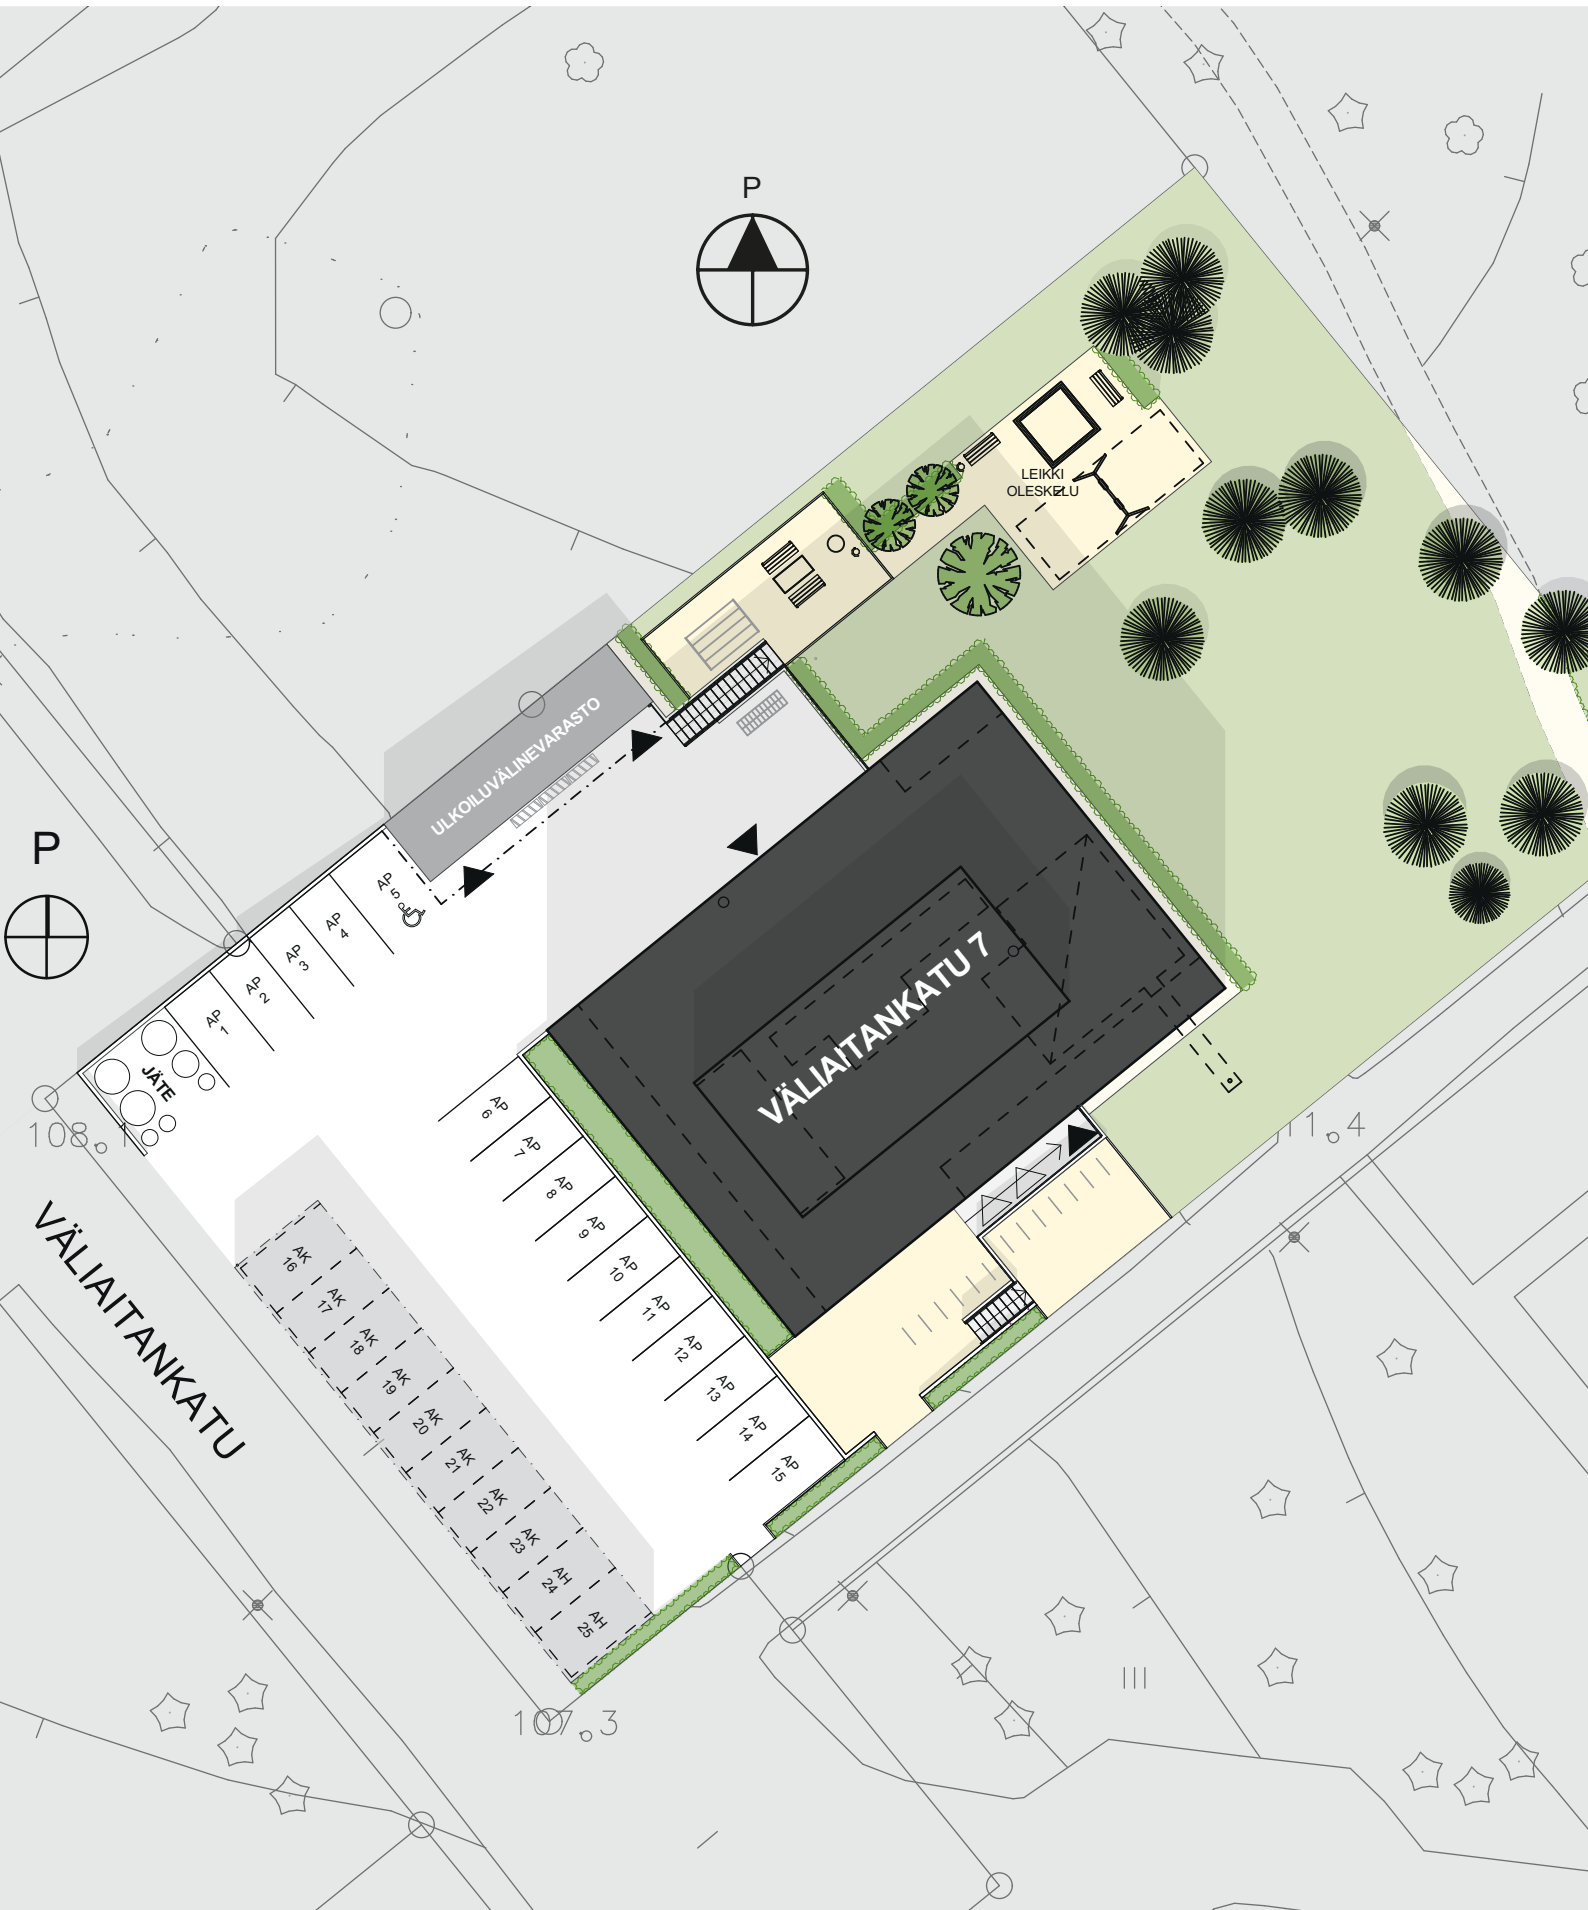 P
LEIKKI
OLESKELU
ULKOILUVÄLINEVARASTO
P
AP
5
AP
4
AP
3
AP
2
AP
1
JÄTE
VÄLIAITANKATU 7
108.1
11.4
AP
6
AP
7
AP
8
AP
9
AP
10
AP
11
AP
12
AP
13
AP
14
AP
15
VÄLIAITANKATU
AK
16
AK
17
AK
18
AK
19
AK
20
AK
21
AK
22
AK
23
AH
24
AH
25
107.3